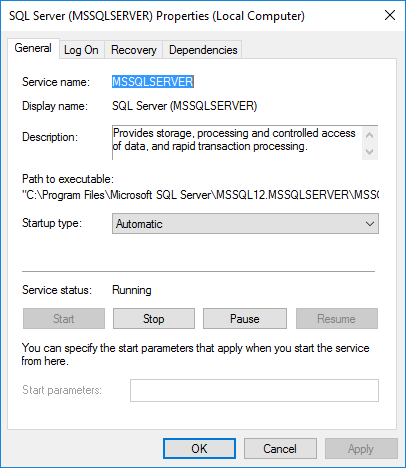 SQL Server (MSSQLSERVER) Properties (Local Computer)
General Log On Recovery Dependencies
Service name: MSSQLSERVER
Display name: SQL Server (MSSQLSERVER)
Description: Provides storage, processing and controlled access
of data, and rapid transaction processing.
Path to executable:
"C:\Program Files\Microsoft SQL Server\MSSQL12.MSSQLSERVER\MSSQ
Startup type: Automatic
Service status: Running
Start Stop Pause Resume
You can specify the start parameters that apply when you start the service
from here.
Start parameters:
OK Cancel Apply